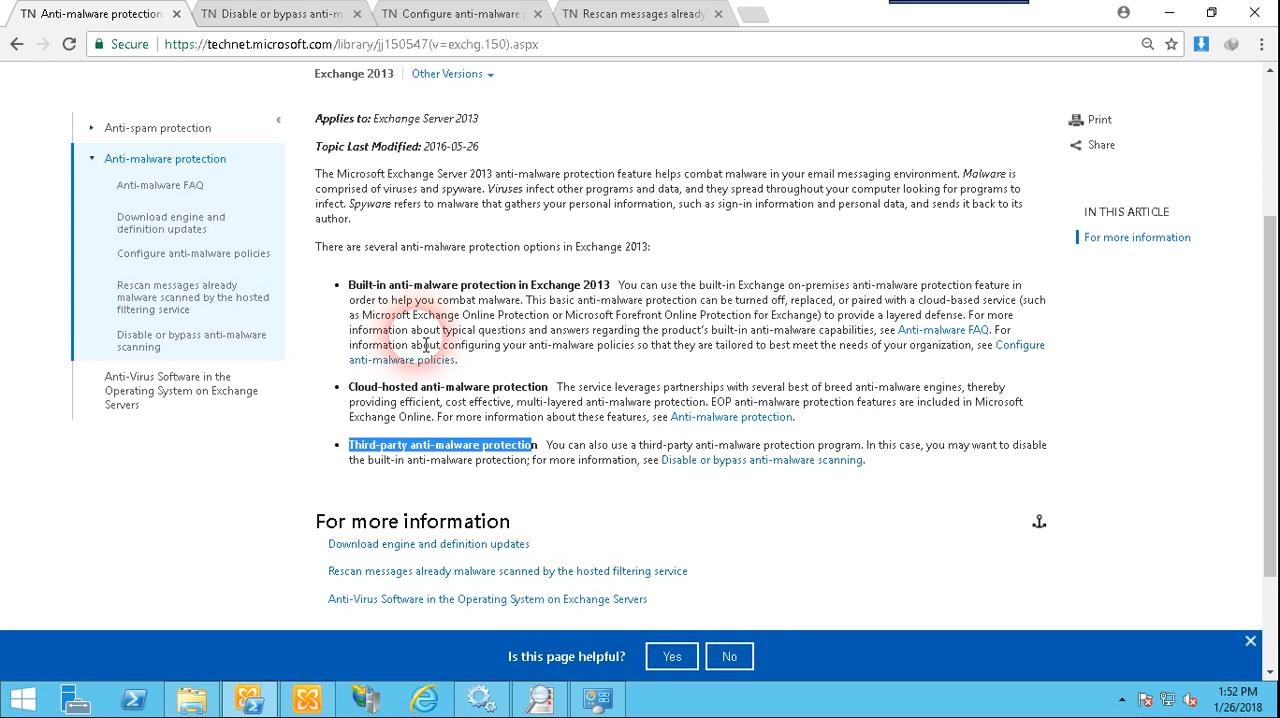 TN Anti-malware protection
TN Disable or bypass anti-m
TN Configure anti-malware
TN Rescan messages already
Secure
https://technet.microsoft.com/library/jj150547(v=exchg.150).aspx
Exchange 2013
Other Versions
Anti-spam protection
Anti-malware protection
Anti-malware FAQ
Download engine and
definition updates
Configure anti-malware policies
Rescan messages already
malware scanned by the hosted
filtering service
Disable or bypass anti-malware
scanning
Anti-Virus Software in the
Operating System on Exchange
Servers
Applies to: Exchange Server 2013
Topic Last Modified: 2016-05-26
The Microsoft Exchange Server 2013 anti-malware protection feature helps combat malware in your email messaging environment. Malware is
comprised of viruses and spyware. Viruses infect other programs and data, and they spread throughout your computer looking for programs to
infect. Spyware refers to malware that gathers your personal information, such as sign-in information and personal data, and sends it back to its
author.
There are several anti-malware protection options in Exchange 2013:
Built-in anti-malware protection in Exchange 2013 You can use the built-in Exchange on-premises anti-malware protection feature in
order to help you combat malware. This basic anti-malware protection can be turned off, replaced, or paired with a cloud-based service (such
as Microsoft Exchange Online Protection or Microsoft Forefront Online Protection for Exchange) to provide a layered defense. For more
information about typical questions and answers regarding the product's built-in anti-malware capabilities, see Anti-malware FAQ. For
information about configuring your anti-malware policies so that they are tailored to best meet the needs of your organization, see Configure
anti-malware policies.
Cloud-hosted anti-malware protection The service leverages partnerships with several best of breed anti-malware engines, thereby
providing efficient, cost effective, multi-layered anti-malware protection. EOP anti-malware protection features are included in Microsoft
Exchange Online. For more information about these features, see Anti-malware protection.
Third-party anti-malware protection You can also use a third-party anti-malware protection program. In this case, you may want to disable
the built-in anti-malware protection; for more information, see Disable or bypass anti-malware scanning.
For more information
Download engine and definition updates
Rescan messages already malware scanned by the hosted filtering service
Anti-Virus Software in the Operating System on Exchange Servers
Print
Share
IN THIS ARTICLE
For more information
Is this page helpful?
Yes
No
1:52 PM
1/26/2018